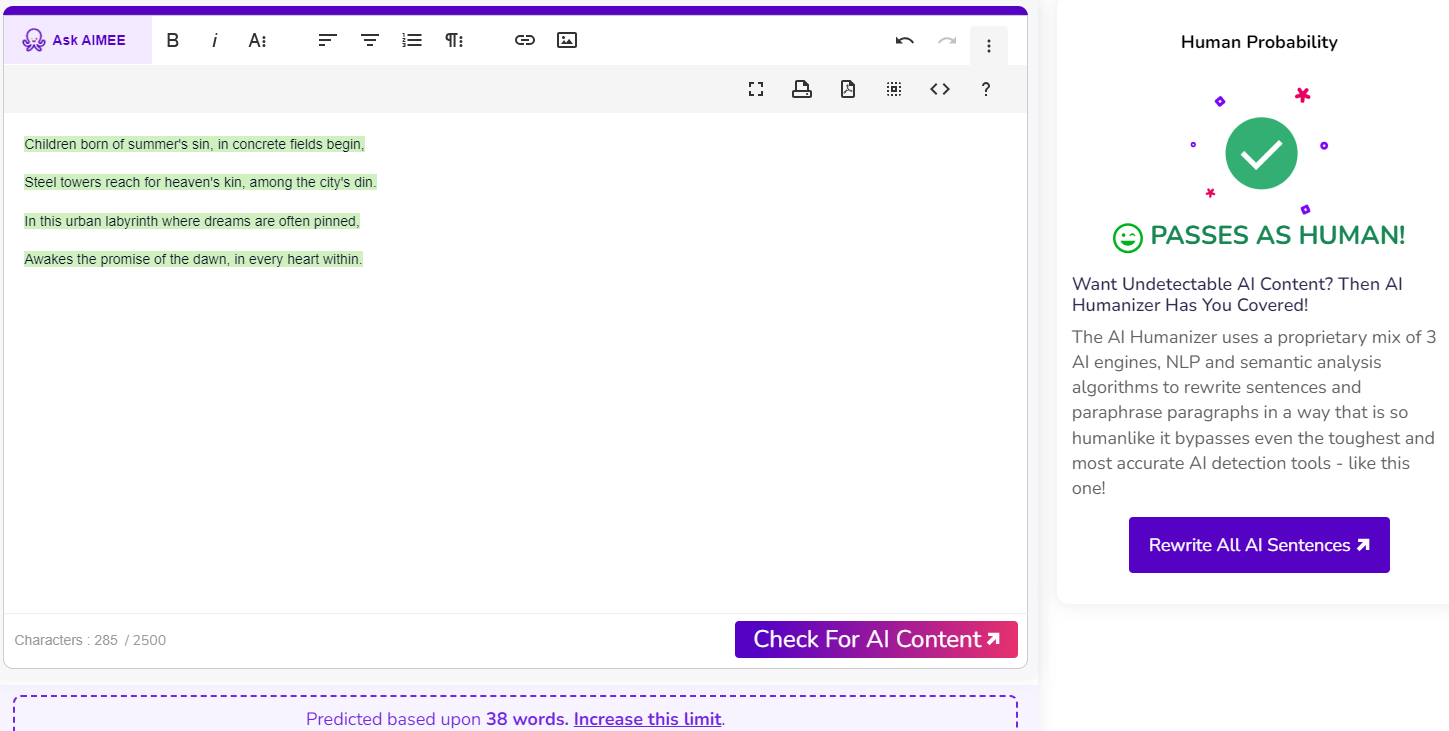 Ask AIMEE
B
i
A
?
Children born of summer's sin, in concrete fields begin,
Steel towers reach for heaven's kin, among the city's din.
In this urban labyrinth where dreams are often pinned,
Awakes the promise of the dawn, in every heart within.
Characters : 285 / 2500
Check For AI Content
Predicted based upon 38 words. Increase this limit.
Human Probability
PASSES AS HUMAN!
Want Undetectable AI Content? Then AI
Humanizer Has You Covered!
The AI Humanizer uses a proprietary mix of 3
AI engines, NLP and semantic analysis
algorithms to rewrite sentences and
paraphrase paragraphs in a way that is so
humanlike it bypasses even the toughest and
most accurate AI detection tools - like this
one!
Rewrite All AI Sentences